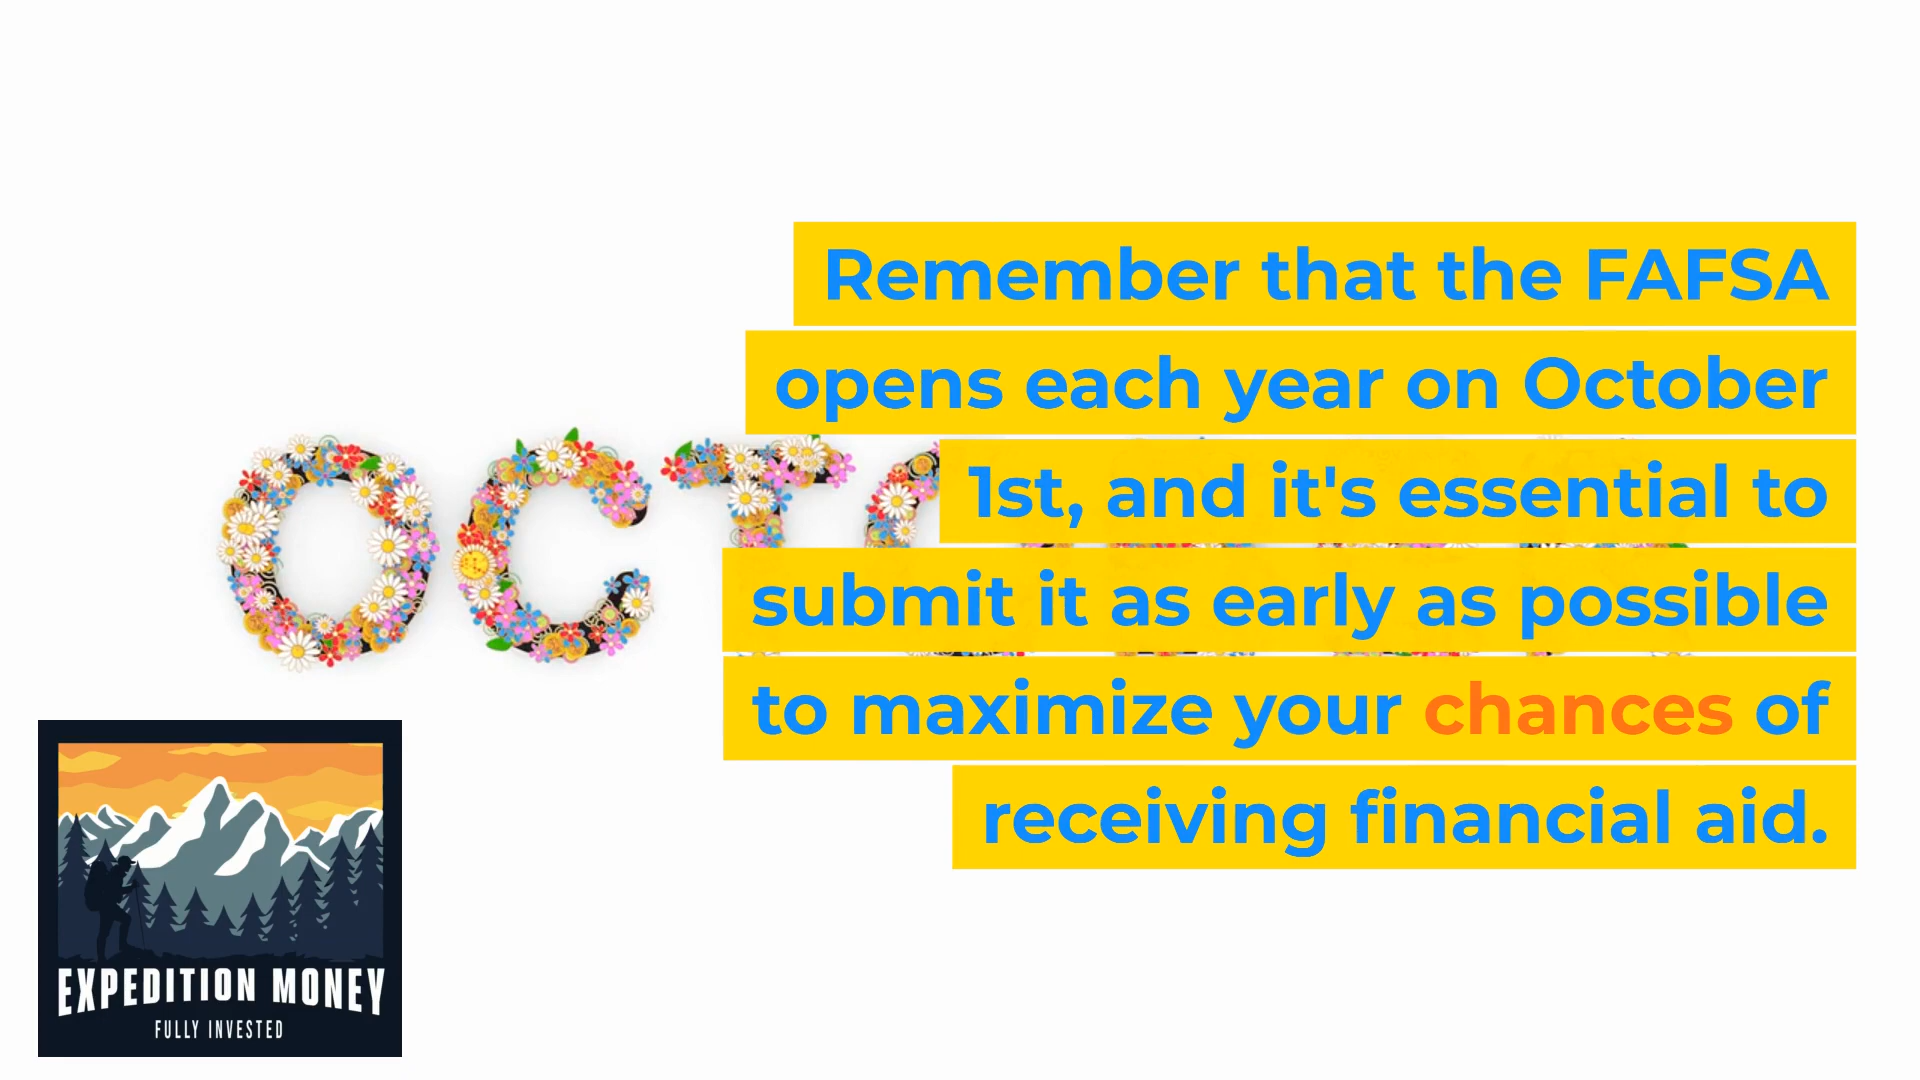 Remember that the FAFSA
opens each year on October
1st, and it's essential to
submit it as early as possible
to maximize your chances of
receiving financial aid.
OCT
EXPEDITION MONEY
FULLY INVESTED